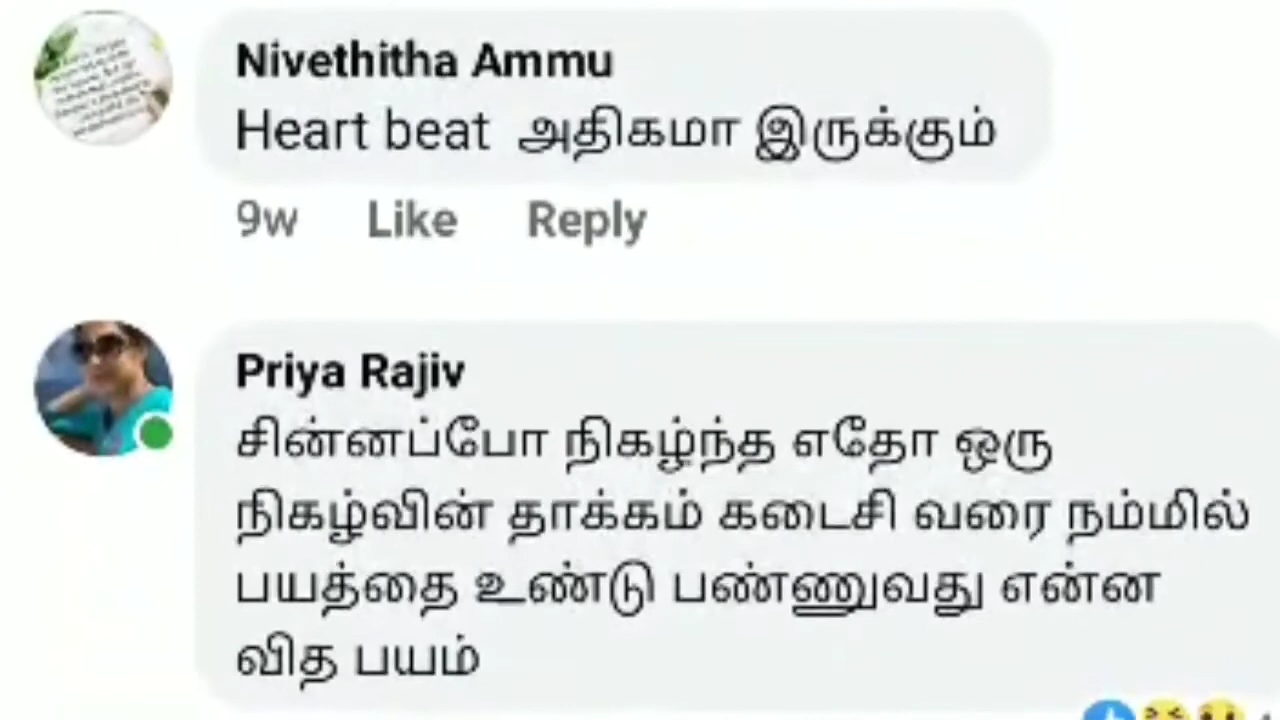 Nivethitha Ammu
Heart beat அதிகமா இருக்கும்
9w Like Reply
Priya Rajiv
சின்னப்போ நிகழ்ந்த எதோ ஒரு
நிகழ்வின் தாக்கம் கடைசி வரை நம்மில்
பயத்தை உண்டு பண்ணுவது என்ன
வித பயம்